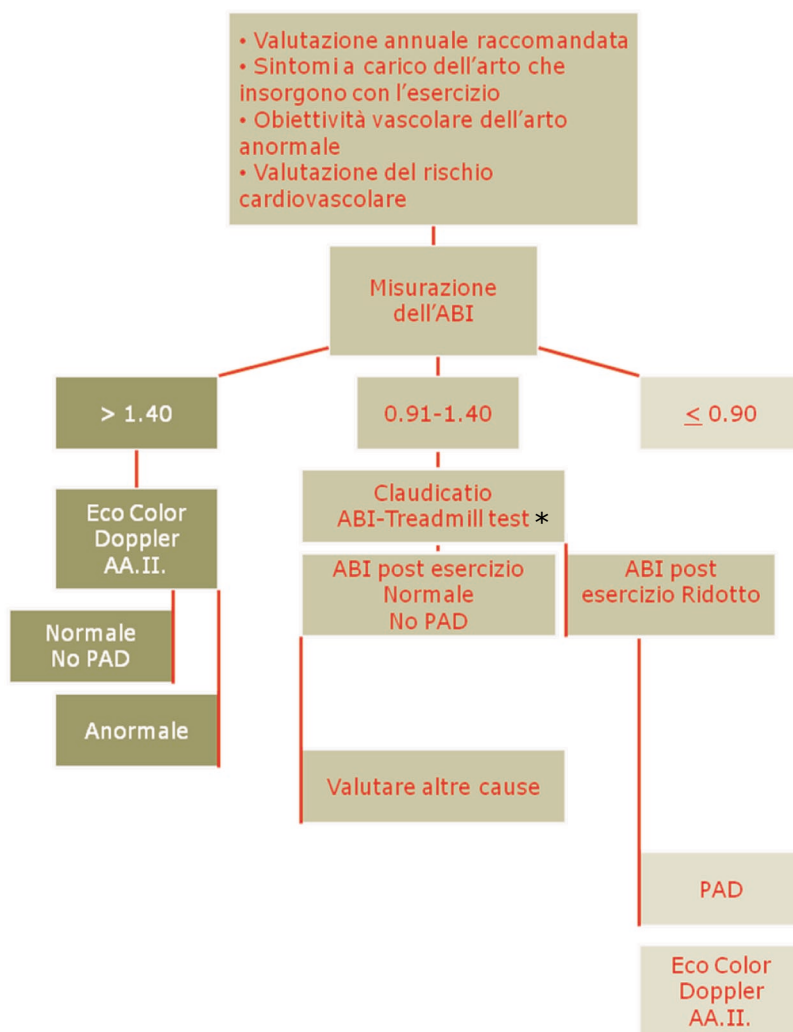 • Valutazione annuale raccomandata
• Sintomi a carico dell'arto che
insorgono con l'esercizio
• Obiettività vascolare dell'arto
anormale
• Valutazione del rischio
cardiovascolare
Misurazione
dell'ABI
> 1.40
0.91-1.40
≤ 0.90
Claudicatio
ABI-Treadmill test *
Eco Color
Doppler
AA.II.
ABI post esercizio
Normale
No PAD
ABI post
esercizio Ridotto
Normale
No PAD
Anormale
Valutare altre cause
PAD
Eco Color
Doppler
AA.II.